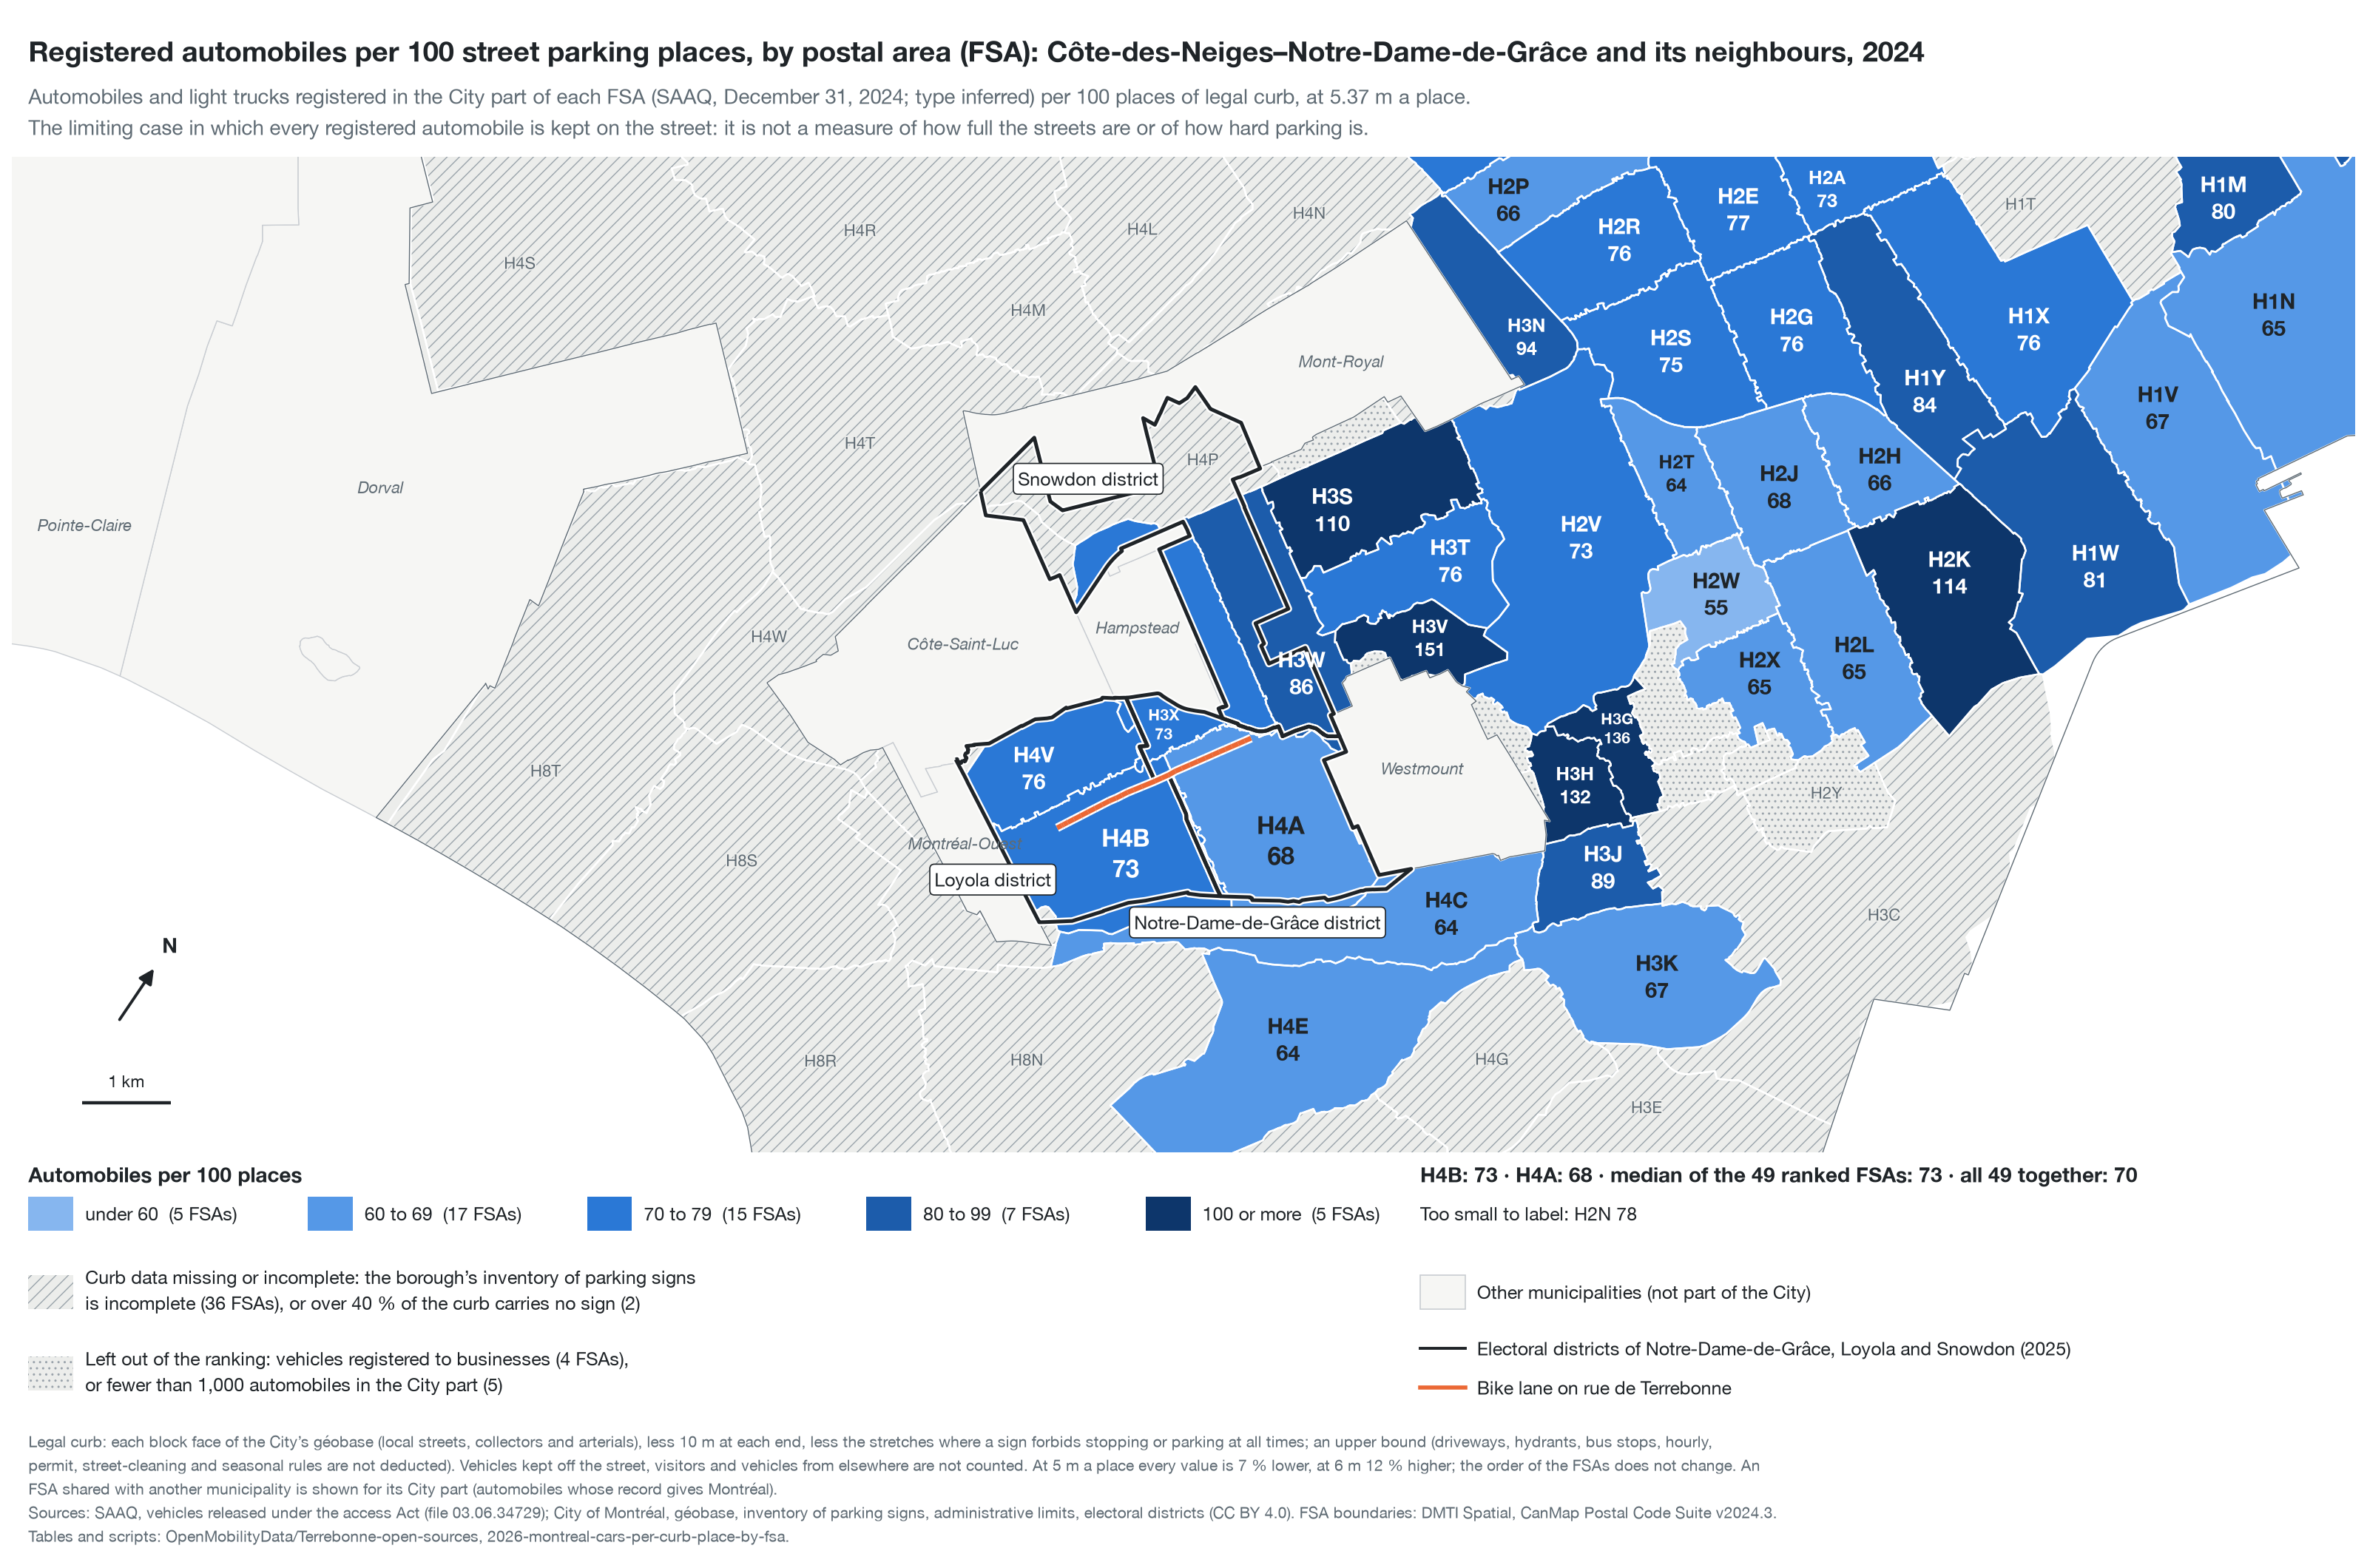 Registered automobiles per 100 street parking places, by postal area (FSA): Côte-des-Neiges–Notre-Dame-de-Grâce and its neighbours, 2024
Automobiles and light trucks registered in the City part of each FSA (SAAQ, December 31, 2024; type inferred) per 100 places of legal curb, at 5.37 m a place.
The limiting case in which every registered automobile is kept on the street: it is not a measure of how full the streets are or of how hard parking is.
H2P
66
H2A
73
H1M
80
H2E
77
H1T
H4N
H2R
76
H4R
H4L
H4S
H1N
65
H4M
H3N
94
H2G
76
H1X
76
H2S
75
Mont-Royal
H1Y
84
H1V
67
H4T
H4P
H2T
64
H2H
66
H2J
68
Snowdon district
Dorval
H3S
110
Pointe-Claire
H2V
73
H3T
76
H2K
114
H1W
81
H2W
55
Hampstead
H3V
151
H4W
Côte-Saint-Luc
H2L
65
H3W
86
H2X
65
H3X
73
H3G
136
H4V
76
H8T
Westmount
H3H
132
H2Y
H4A
68
H4B
73
Montréal-Ouest
H8S
H3J
89
Loyola district
H4C
64
H3C
Notre-Dame-de-Grâce district
N
H3K
67
H4E
64
H8R
H8N
H4G
1 km
H3E
Automobiles per 100 places
under 60 (5 FSAs)
60 to 69 (17 FSAs)
70 to 79 (15 FSAs)
80 to 99 (7 FSAs)
100 or more (5 FSAs)
H4B: 73 · H4A: 68 · median of the 49 ranked FSAs: 73 · all 49 together: 70
Too small to label: H2N 78
Curb data missing or incomplete: the borough’s inventory of parking signs
is incomplete (36 FSAs), or over 40 % of the curb carries no sign (2)
Left out of the ranking: vehicles registered to businesses (4 FSAs),
or fewer than 1,000 automobiles in the City part (5)
Other municipalities (not part of the City)
Electoral districts of Notre-Dame-de-Grâce, Loyola and Snowdon (2025)
Bike lane on rue de Terrebonne
Legal curb: each block face of the City’s géobase (local streets, collectors and arterials), less 10 m at each end, less the stretches where a sign forbids stopping or parking at all times; an upper bound (driveways, hydrants, bus stops, hourly,
permit, street-cleaning and seasonal rules are not deducted). Vehicles kept off the street, visitors and vehicles from elsewhere are not counted. At 5 m a place every value is 7 % lower, at 6 m 12 % higher; the order of the FSAs does not change. An
FSA shared with another municipality is shown for its City part (automobiles whose record gives Montréal).
Sources: SAAQ, vehicles released under the access Act (file 03.06.34729); City of Montréal, géobase, inventory of parking signs, administrative limits, electoral districts (CC BY 4.0). FSA boundaries: DMTI Spatial, CanMap Postal Code Suite v2024.3.
Tables and scripts: OpenMobilityData/Terrebonne-open-sources, 2026-montreal-cars-per-curb-place-by-fsa.